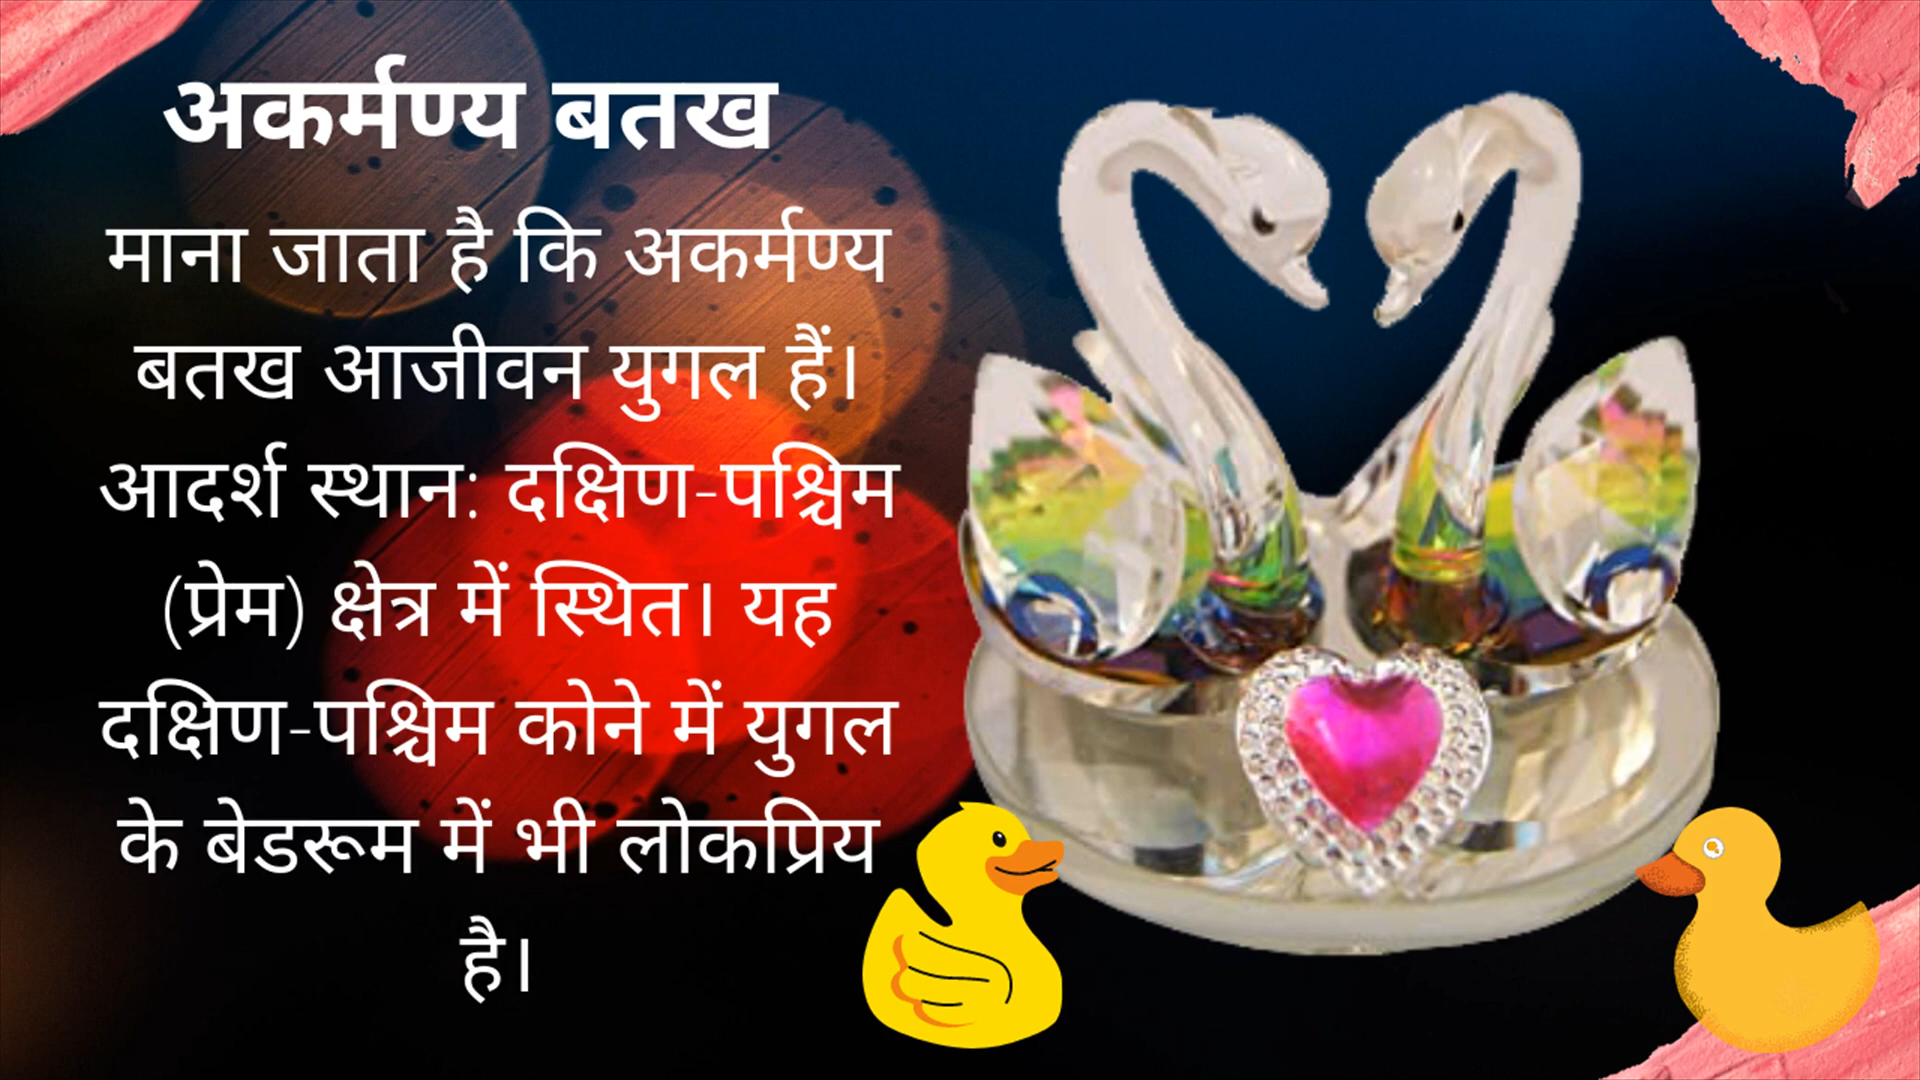 अकर्मण्य बतख
माना जाता है कि अकर्मण्य
बतख आजीवन युगल हैं।
आदर्श स्थान: दक्षिण-पश्चिम
(प्रेम) क्षेत्र में स्थित। यह
दक्षिण-पश्चिम कोने में युगल
के बेडरूम में भी लोकप्रिय
है।